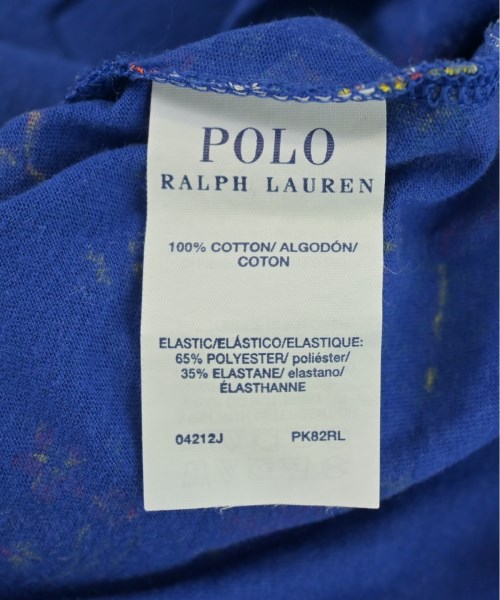 POLO
RALPH LAUREN
100% COTTON/ ALGODÓN/
COTON
ELASTIC/ELÁSTICO/ELASTIQUE:
65% POLYESTER/ poliéster/
35% ELASTANE/ elastano/
ÉLASTHANNE
04212J PK82RL